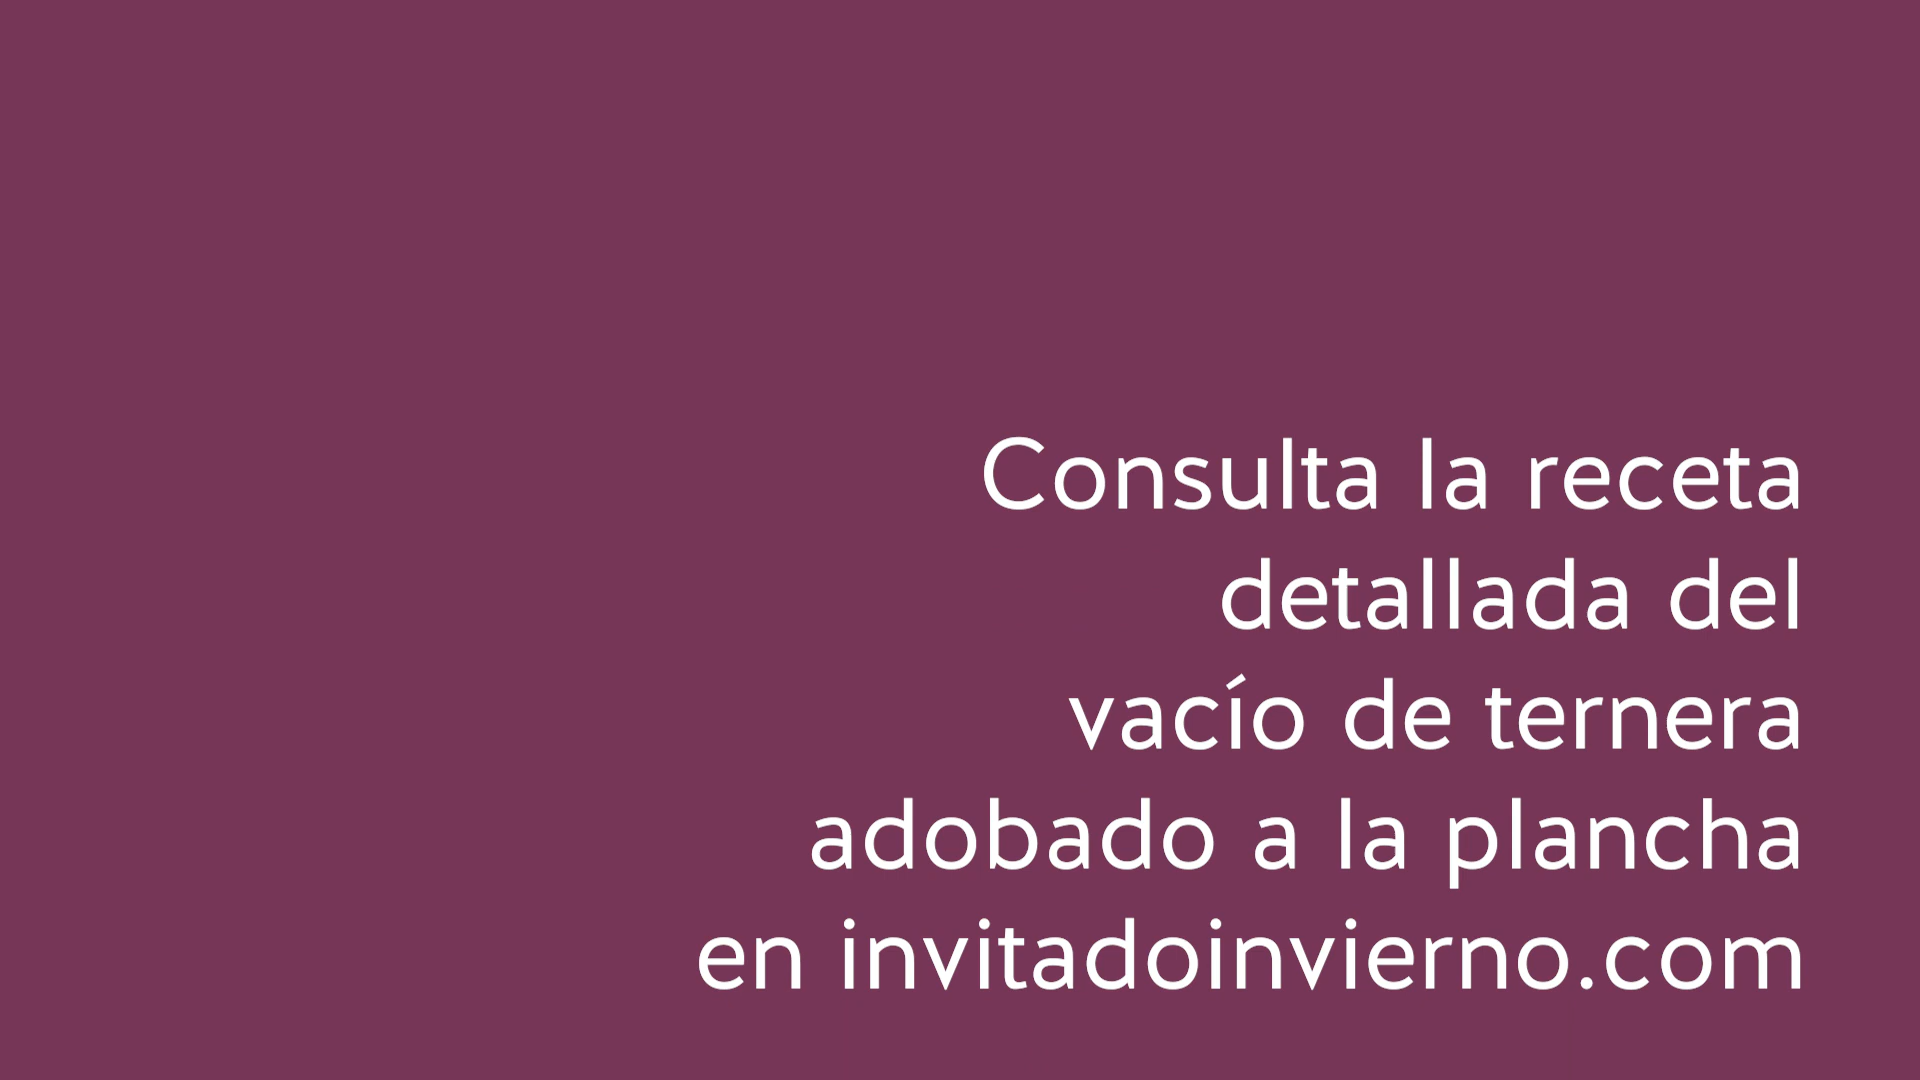 Consulta la receta
detallada del
vacío de ternera
adobado a la plancha
en invitadoinvierno.com